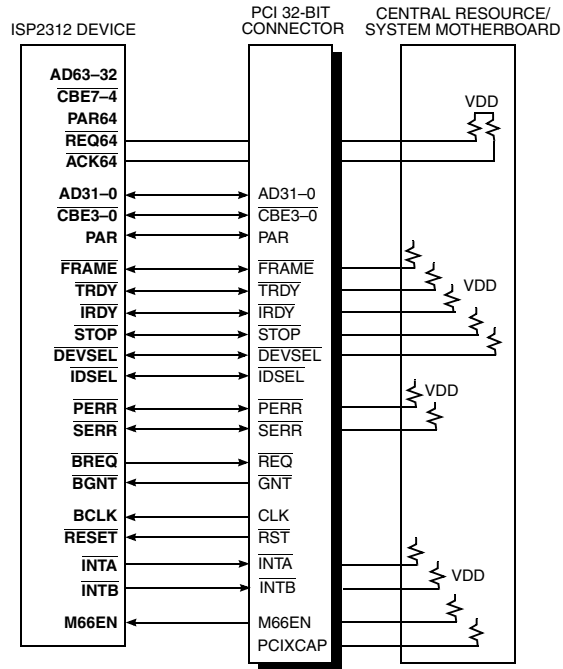 ISP2312 DEVICE
PCI 32-BIT
CONNECTOR
CENTRAL RESOURCE/
SYSTEM MOTHERBOARD
AD63–32
CBE7–4
PAR64
REQ64
ACK64
VDD
AD31–0 AD31–0
CBE3–0 CBE3–0
PAR PAR
FRAME FRAME
TRDY TRDY VDD
IRDY IRDY
STOP STOP
DEVSEL DEVSEL
IDSEL IDSEL
VDD
PERR PERR
SERR SERR
BREQ REQ
BGNT GNT
BCLK CLK
RESET RST
INTA INTA
VDD
INTB INTB
M66EN M66EN
PCIXCAP